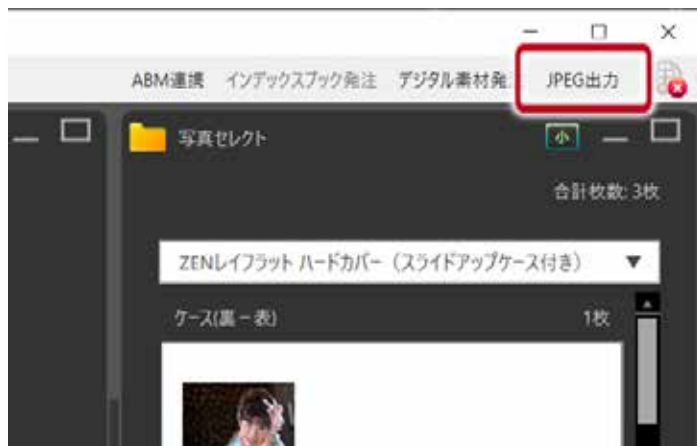 ABM連携 インデックスブック発注 デジタル素材発 JPEG出力
写真セレクト 小
合計枚数: 3枚
ZENレイフラット ハードカバー（スライドアップケース付き） ▼
ケース(裏－表) 1枚